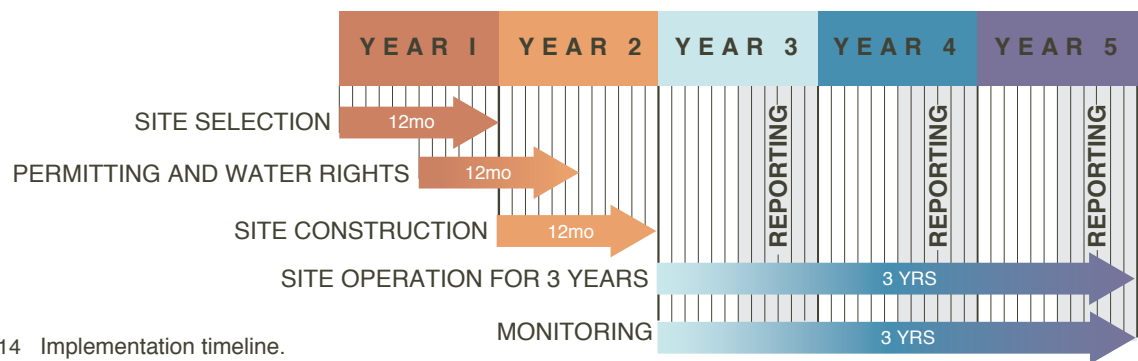 YEAR I YEAR 2 YEAR 3 YEAR 4 YEAR 5
SITE SELECTION 12mo
PERMITTING AND WATER RIGHTS 12mo
SITE CONSTRUCTION 12mo
REPORTING REPORTING REPORTING
SITE OPERATION FOR 3 YEARS 3 YRS
MONITORING 3 YRS
14 Implementation timeline.